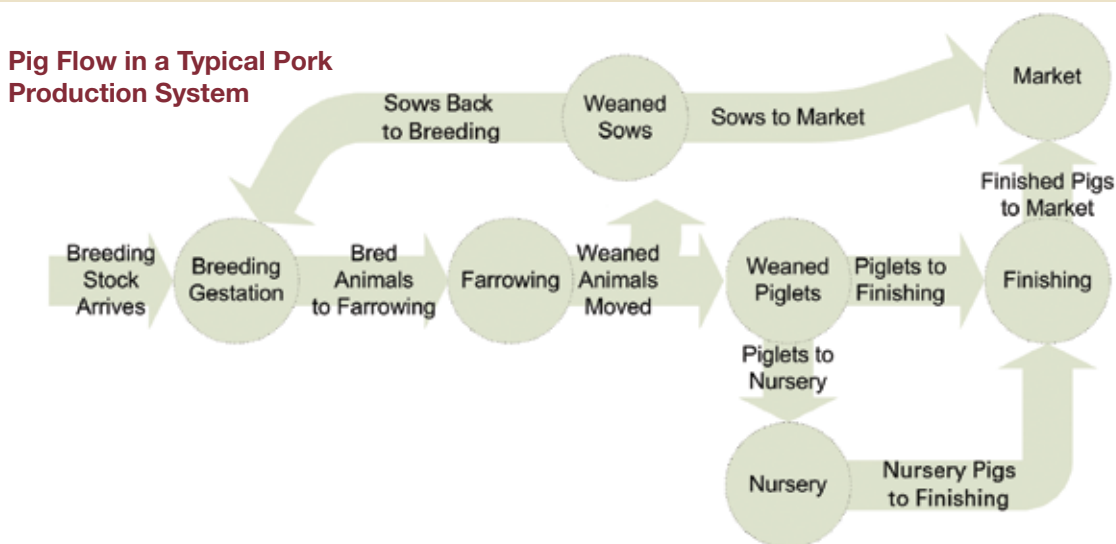 Pig Flow in a Typical Pork
Production System
Sows Back
to Breeding
Weaned
Sows
Sows to Market
Market
Finished Pigs
to Market
Breeding
Stock
Arrives
Breeding
Gestation
Bred
Animals
to Farrowing
Farrowing
Weaned
Animals
Moved
Weaned
Piglets
Piglets to
Finishing
Finishing
Piglets to
Nursery
Nursery
Nursery Pigs
to Finishing